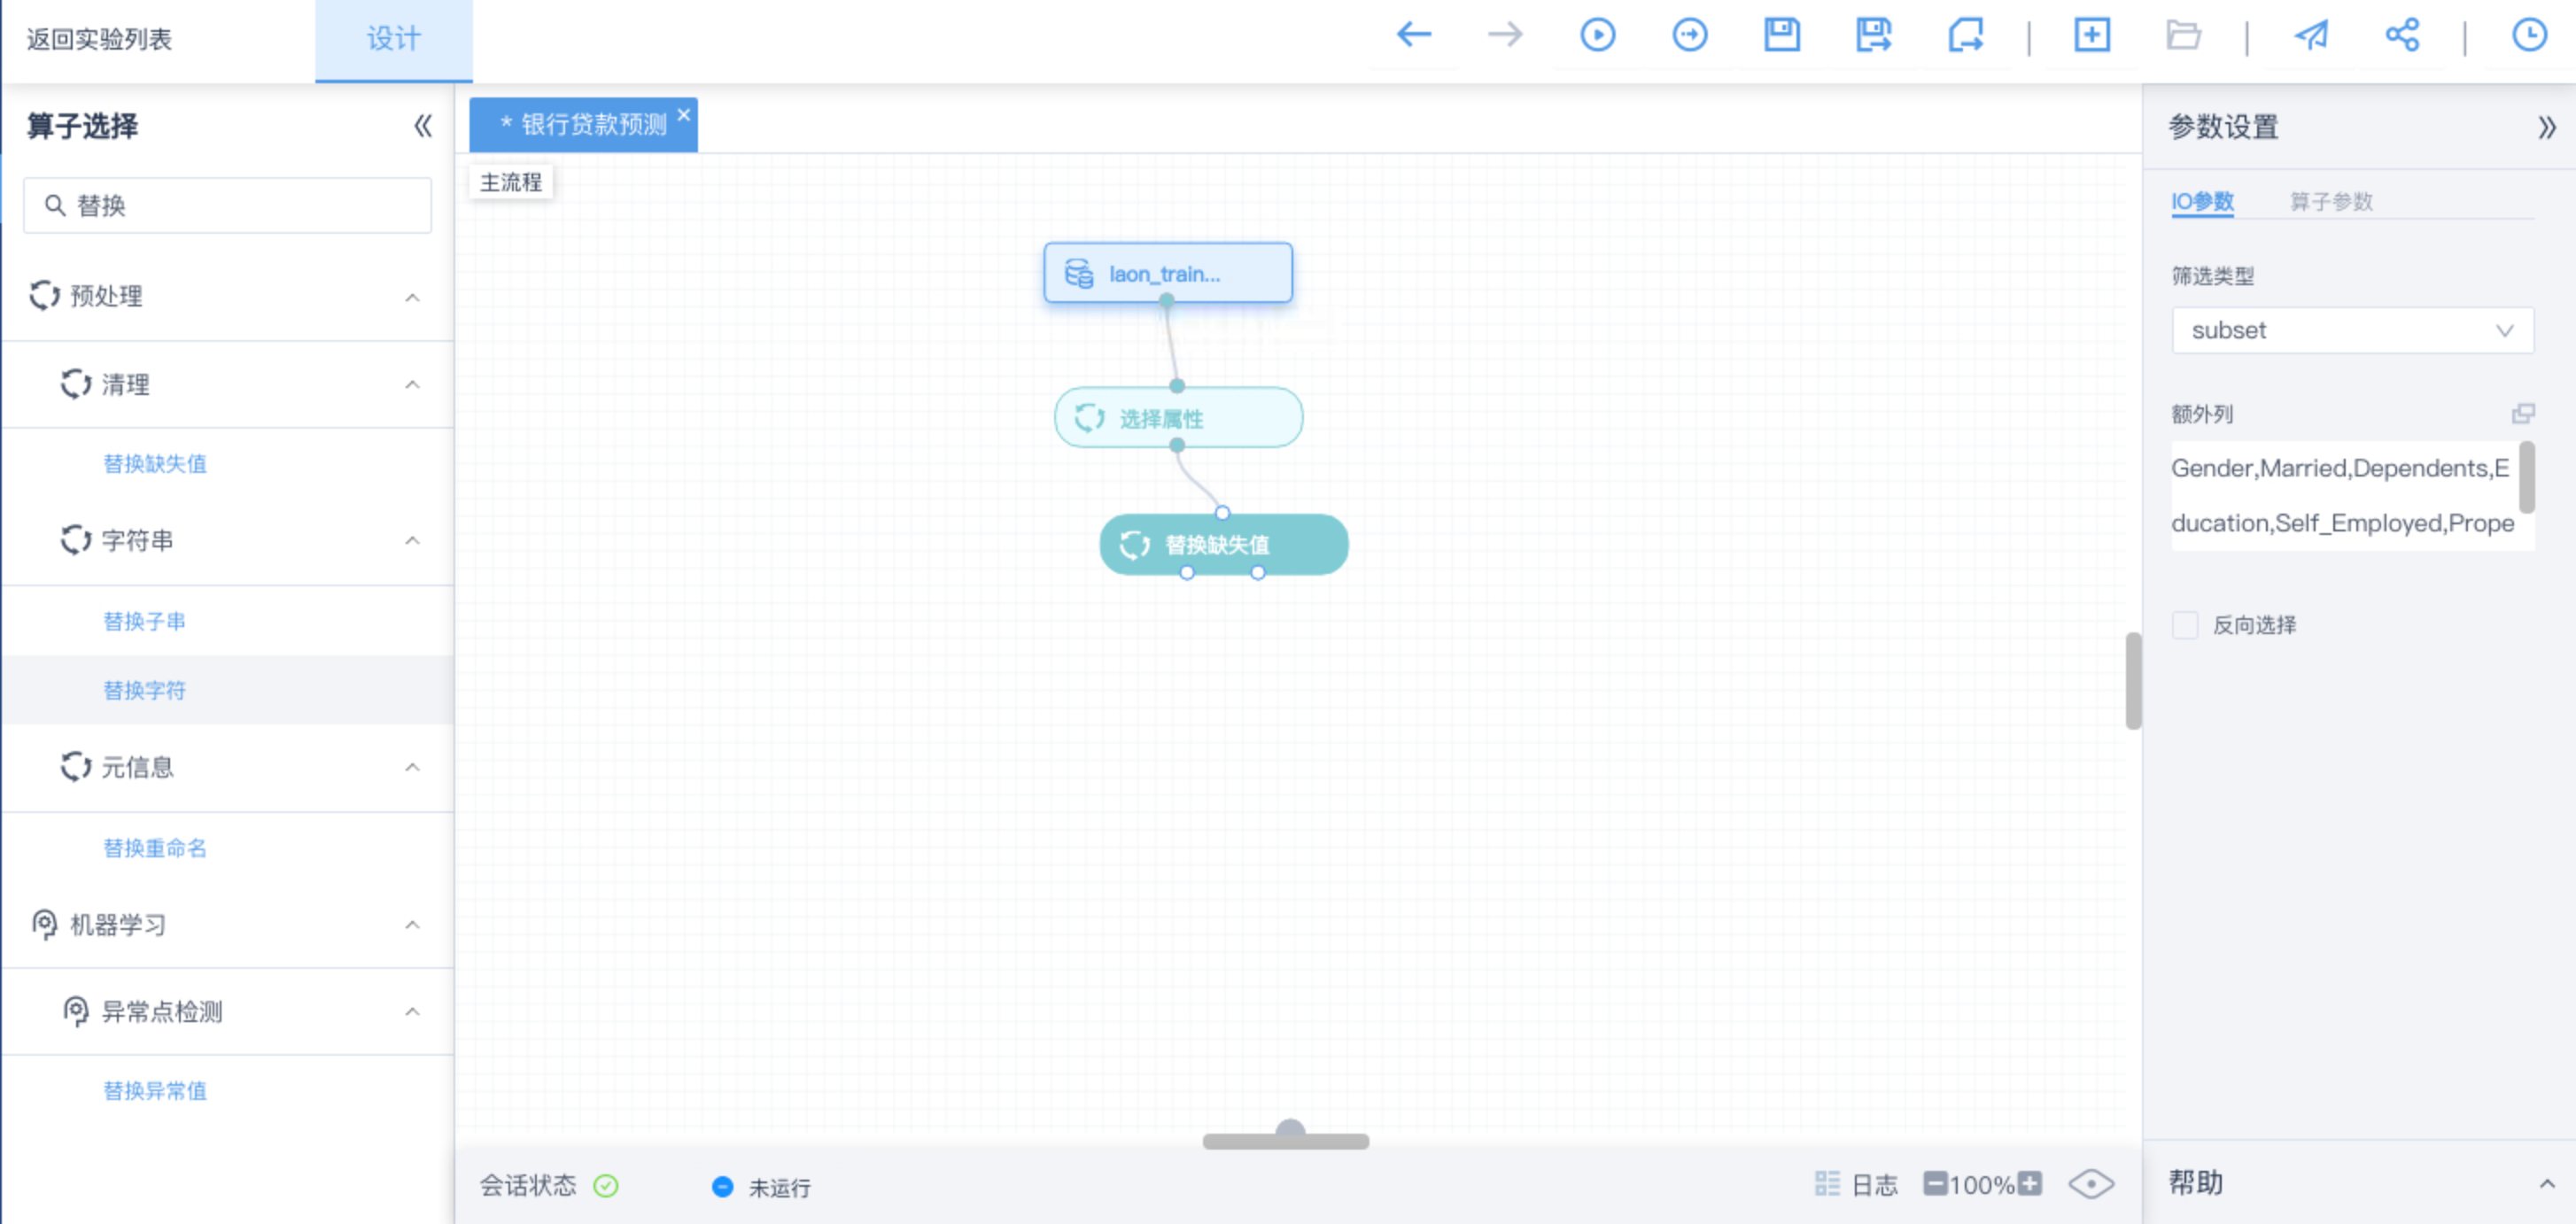 返回实验列表
设计
算子选择
替换
预处理
清理
替换缺失值
字符串
替换子串
替换字符
元信息
替换重命名
机器学习
异常点检测
替换异常值
* 银行贷款预测
主流程
laon_train...
选择属性
替换缺失值
会话状态
未运行
日志
100%
参数设置
IO参数 算子参数
筛选类型
subset
额外列
Gender,Married,Dependents,E
ducation,Self_Employed,Prope
反向选择
帮助